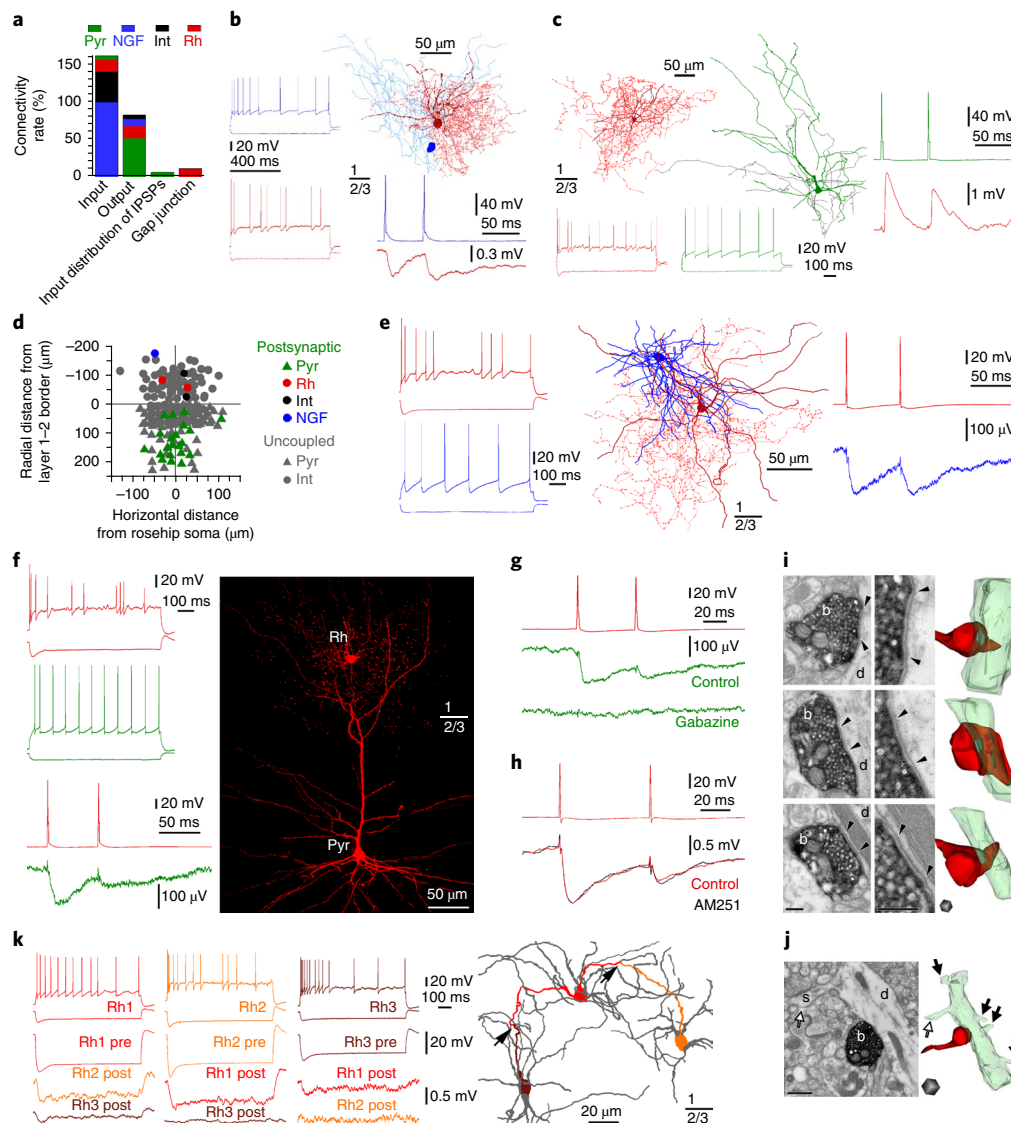 a
Pyr NGF Int Rh
Connectivity
rate (%)
150
100
50
0
Input
Output
Input distribution of IPSPs
Gap junction
b
50 μm
20 mV
400 ms
1
2/3
40 mV
50 ms
0.3 mV
c
50 μm
1
2/3
20 mV
100 ms
40 mV
50 ms
1 mV
d
Radial distance from
layer 1–2 border (μm)
–200
–100
0
100
200
–100 0 100
Horizontal distance
from rosehip soma (μm)
Postsynaptic
Pyr
Rh
Int
NGF
Uncoupled
Pyr
Int
e
20 mV
100 ms
50 μm
1
2/3
20 mV
50 ms
100 μV
f
20 mV
100 ms
20 mV
50 ms
100 μV
Rh
1
2/3
Pyr
50 μm
g
20 mV
20 ms
100 μV
Control
Gabazine
h
20 mV
20 ms
0.5 mV
Control
AM251
i
b
d
b
d
b
d
j
s
d
b
k
Rh1
Rh2
Rh3
20 mV
100 ms
Rh1 pre
Rh2 pre
Rh3 pre
20 mV
Rh2 post
Rh1 post
Rh1 post
0.5 mV
Rh3 post
Rh3 post
Rh2 post
20 μm
1
2/3